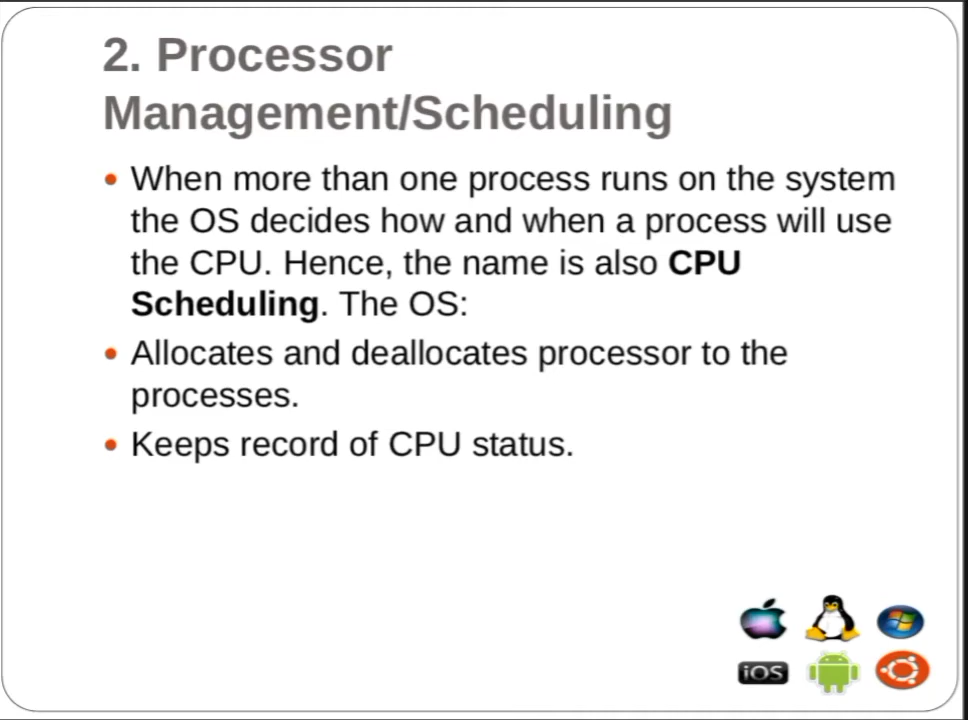 2. Processor
Management/Scheduling
• When more than one process runs on the system
the OS decides how and when a process will use
the CPU. Hence, the name is also CPU
Scheduling. The OS:
• Allocates and deallocates processor to the
processes.
• Keeps record of CPU status.
iOS